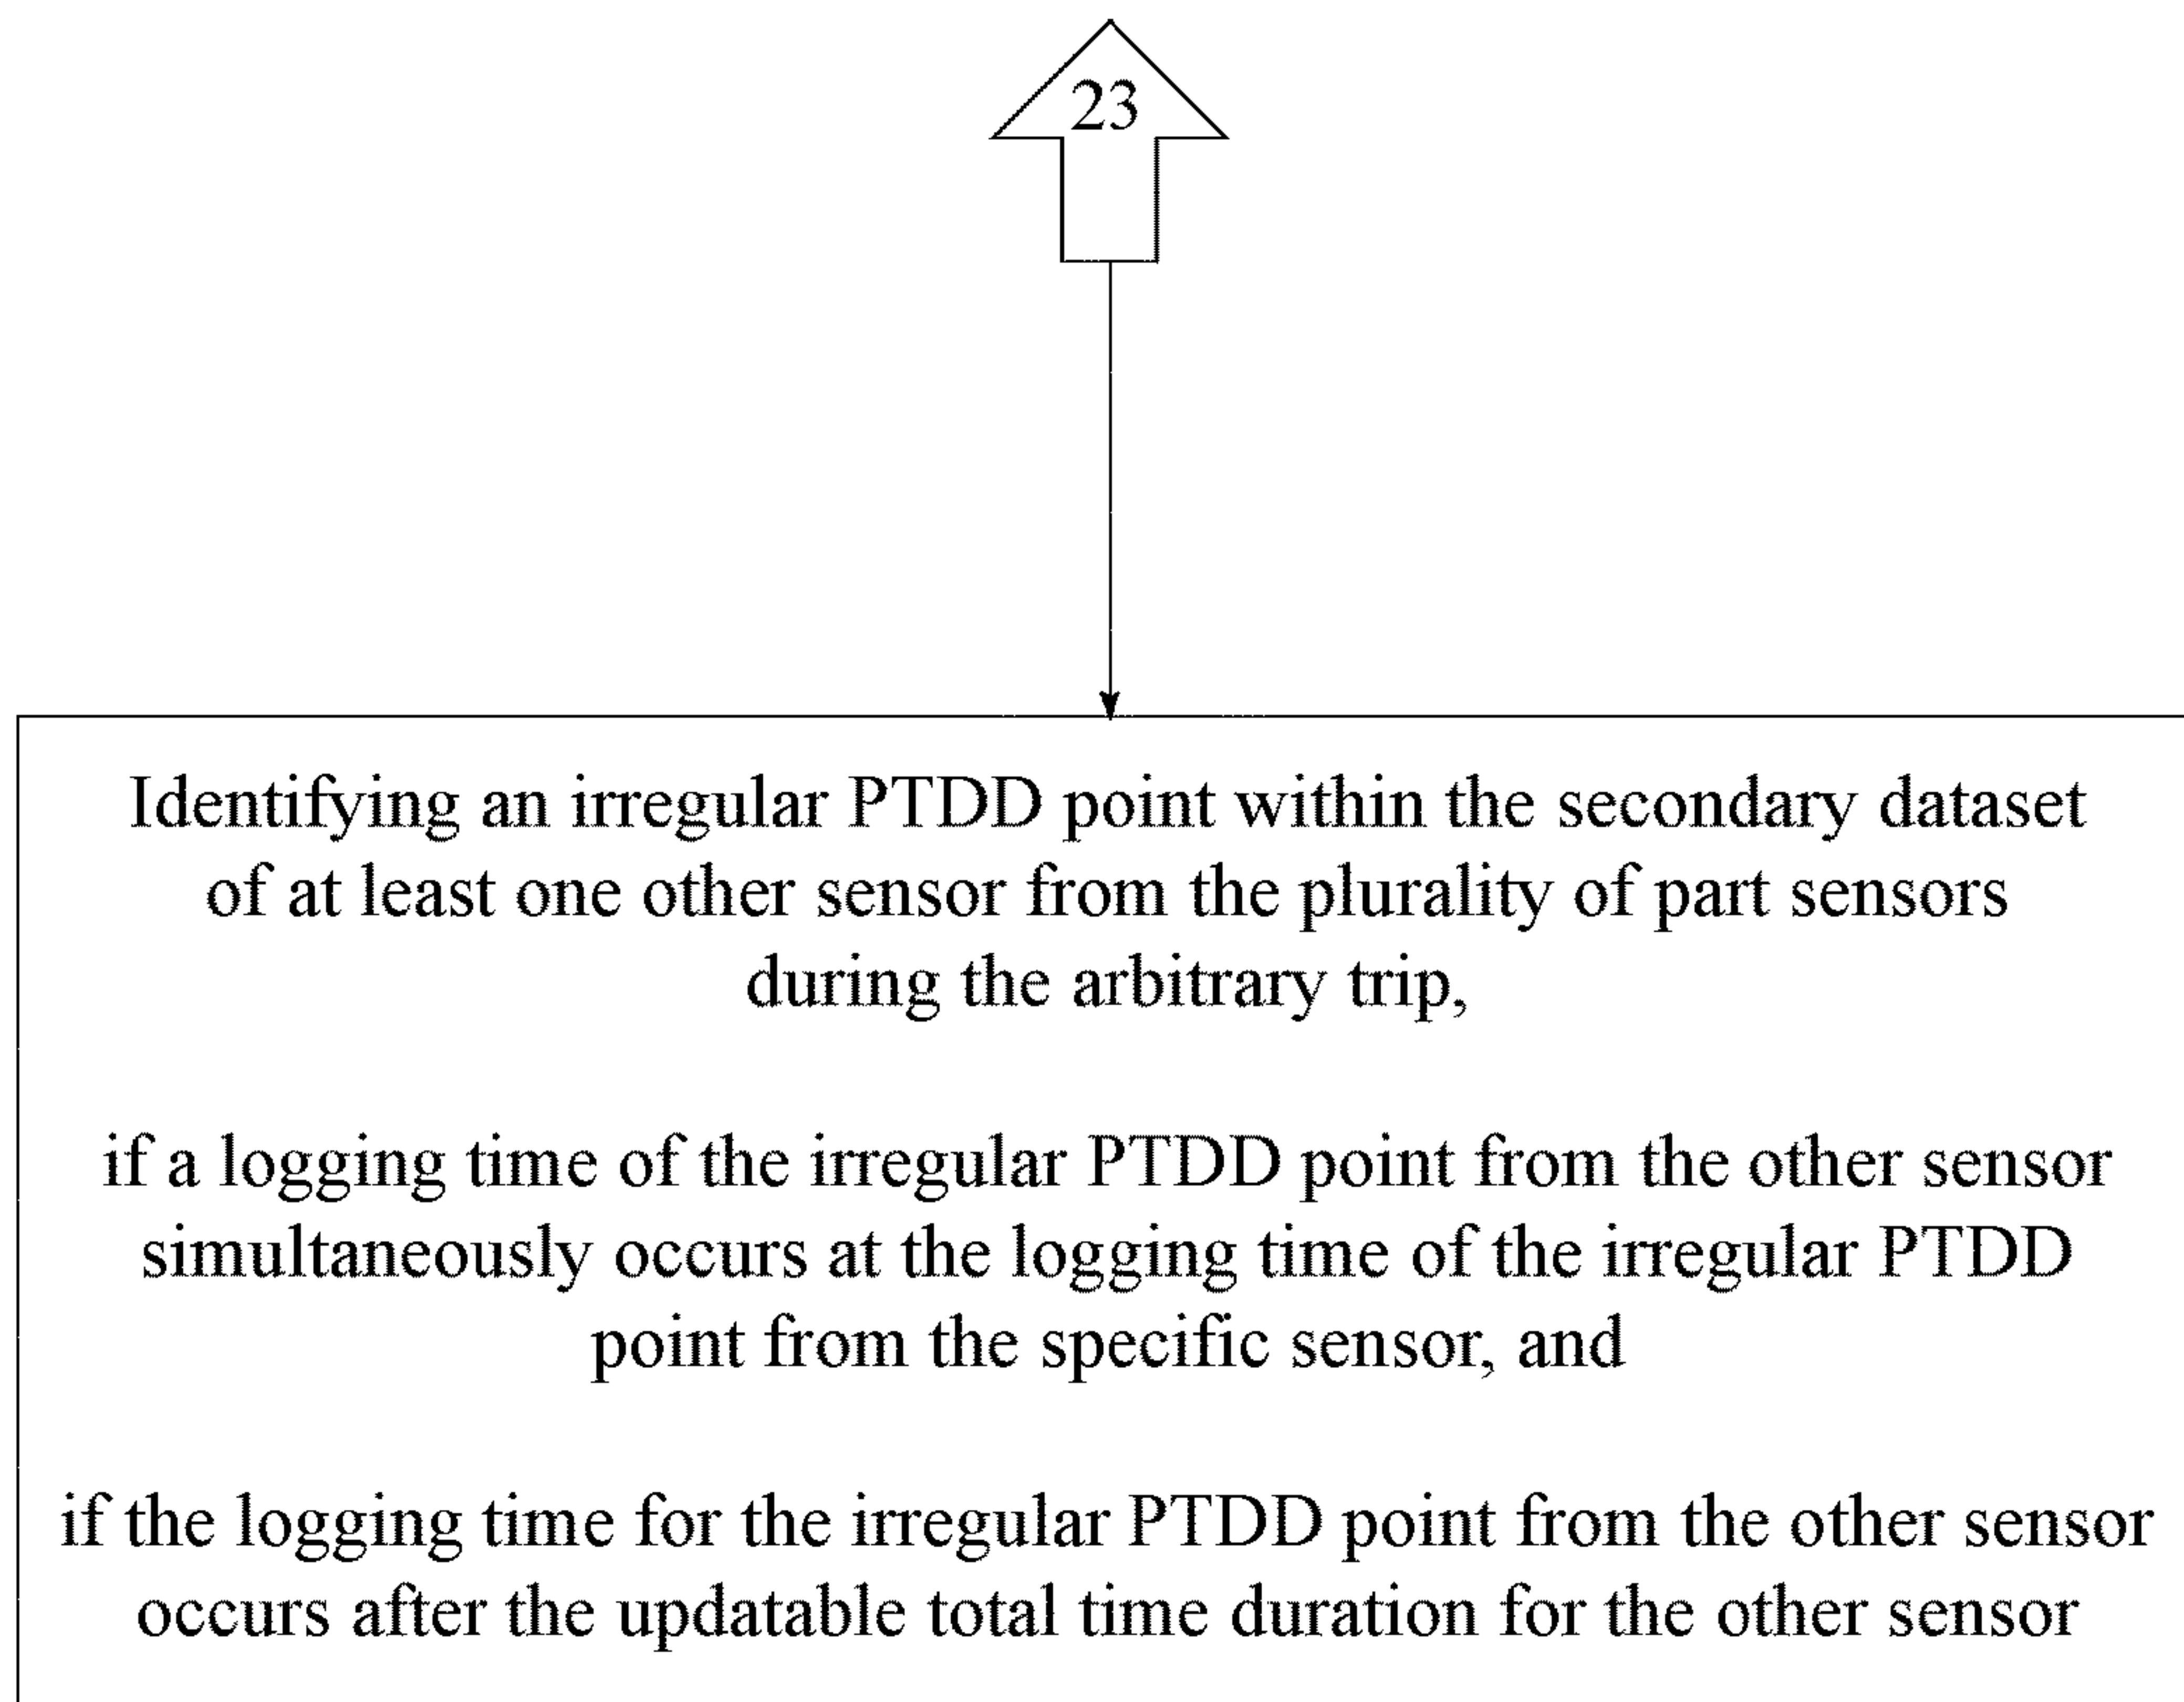 23
Identifying an irregular PTDD point within the secondary dataset
of at least one other sensor from the plurality of part sensors
during the arbitrary trip,
if a logging time of the irregular PTDD point from the other sensor
simultaneously occurs at the logging time of the irregular PTDD
point from the specific sensor, and
if the logging time for the irregular PTDD point from the other sensor
occurs after the updatable total time duration for the other sensor